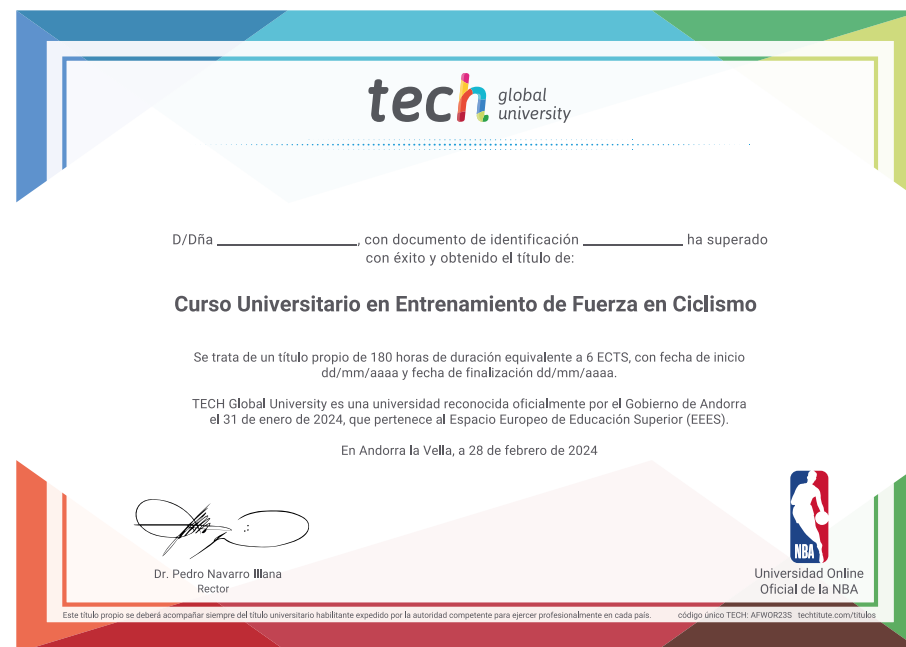 tech global university
D/Dña ____________________, con documento de identificación ______________ ha superado
con éxito y obtenido el título de:
Curso Universitario en Entrenamiento de Fuerza en Ciclismo
Se trata de un título propio de 180 horas de duración equivalente a 6 ECTS, con fecha de inicio
dd/mm/aaaa y fecha de finalización dd/mm/aaaa.
TECH Global University es una universidad reconocida oficialmente por el Gobierno de Andorra
el 31 de enero de 2024, que pertenece al Espacio Europeo de Educación Superior (EEES).
En Andorra la Vella, a 28 de febrero de 2024
Dr. Pedro Navarro Illana
Rector
NBA
Universidad Online
Oficial de la NBA
Este título propio se deberá acompañar siempre del título universitario habilitante expedido por la autoridad competente para ejercer profesionalmente en cada país.
código único TECH: AFWOR23S techtitute.com/titulos